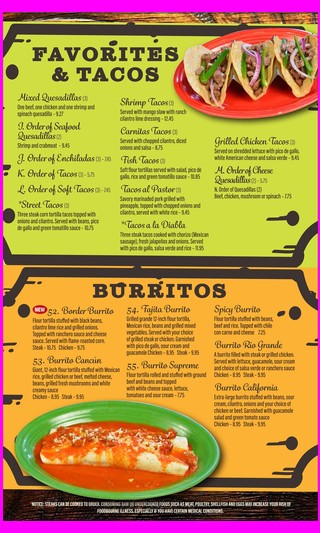 FAVORITES
& TACOS
Mixed Quesadillas (3)
One beef, one chicken and one shrimp and
spinach quesadilla - 9.27
I. Order of Seafood
Quesadillas (2)
Shrimp and crabmeat - 9.45
J. Order of Enchiladas (3) - 7.45
K. Order of Tacos (3) - 5.75
L. Order of Soft Tacos (3) - 7.45
*Street Tacos (3)
Three steak corn tortilla tacos topped with
onions and cilantro. Served with beans, pico
de gallo and green tomatillo sauce - 10.75
Shrimp Tacos (3)
Served with mango slaw with ranch
cilantro lime dressing - 12.45
Carnitas Tacos (3)
Served with chopped cilantro, diced
onions and salsa - 8.75
Fish Tacos (3)
Soft flour tortillas served with salad, pico de
gallo, rice and green tomatillo sauce - 10.85
Tacos al Pastor (3)
Savory marinaded pork grilled with
pineapple, topped with chopped onions and
cilantro, served with white rice - 9.45
*Tacos a la Diabla
Three steak tacos cooked with chorizo (Mexican
sausage), fresh jalapeños and onions. Served
with pico de gallo, salsa verde and rice - 11.95
Grilled Chicken Tacos (3)
Served on shredded lettuce with pico de gallo,
white American cheese and salsa verde - 9.45
M. Order of Cheese
Quesadillas (2) - 5.75
N. Order of Quesadillas (2)
Beef, chicken, mushroom or spinach - 7.75
BURRITOS
NEW 52. Border Burrito
Flour tortilla stuffed with black beans,
cilantro lime rice and grilled onions.
Topped with ranchero sauce and cheese
sauce. Served with flame roasted corn.
Steak - 10.75 Chicken - 9.75
53. Burrito Cancún
Giant, 12-inch flour tortilla stuffed with Mexican
rice, grilled chicken or beef, melted cheese,
beans, grilled fresh mushrooms and white
creamy sauce
Chicken - 8.95 Steak - 9.95
54. Fajita Burrito
Grilled grande 12-inch flour tortilla,
Mexican rice, beans and grilled mixed
vegetables. Served with your choice
of grilled steak or chicken. Garnished
with pico de gallo, sour cream and
guacamole Chicken - 8.95 Steak - 9.95
55. Burrito Supreme
Flour tortilla rolled and stuffed with ground
beef and beans and topped
with white cheese sauce, lettuce,
tomatoes and sour cream - 7.75
Spicy Burrito
Flour tortilla stuffed with beans,
beef and rice. Topped with chile
con carne and cheese 7.25
Burrito Rio Grande
A burrito filled with steak or grilled chicken.
Served with lettuce, guacamole, sour cream
and choice of salsa verde or ranchero sauce
Chicken - 8.95 Steak - 9.95
Burrito California
Extra-large burrito stuffed with beans, sour
cream, cilantro, onions and your choice of
chicken or beef. Garnished with guacamole
salad and green tomato sauce
Chicken - 8.95 Steak - 9.95
*NOTICE: STEAKS CAN BE COOKED TO ORDER. CONSUMING RAW OR UNDERCOOKED FOODS SUCH AS MEAT, POULTRY, SHELLFISH AND EGGS MAY INCREASE YOUR RISK OF
FOODBOURNE ILLNESS, ESPECIALLY IF YOU HAVE CERTAIN MEDICAL CONDITIONS.